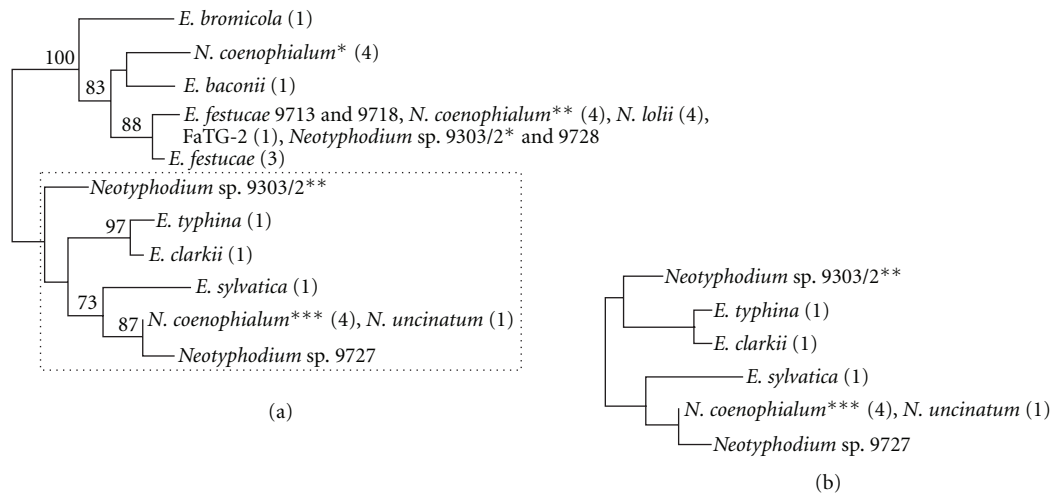 E. bromicola (1)
100
N. coenophialum* (4)
83
E. baconii (1)
88
E. festucae 9713 and 9718, N. coenophialum** (4), N. lolii (4),
FaTG-2 (1), Neotyphodium sp. 9303/2* and 9728
E. festucae (3)
Neotyphodium sp. 9303/2**
97
E. typhina (1)
E. clarkii (1)
E. sylvatica (1)
73
87
N. coenophialum*** (4), N. uncinatum (1)
Neotyphodium sp. 9727
(a)
Neotyphodium sp. 9303/2**
E. typhina (1)
E. clarkii (1)
E. sylvatica (1)
N. coenophialum*** (4), N. uncinatum (1)
Neotyphodium sp. 9727
(b)